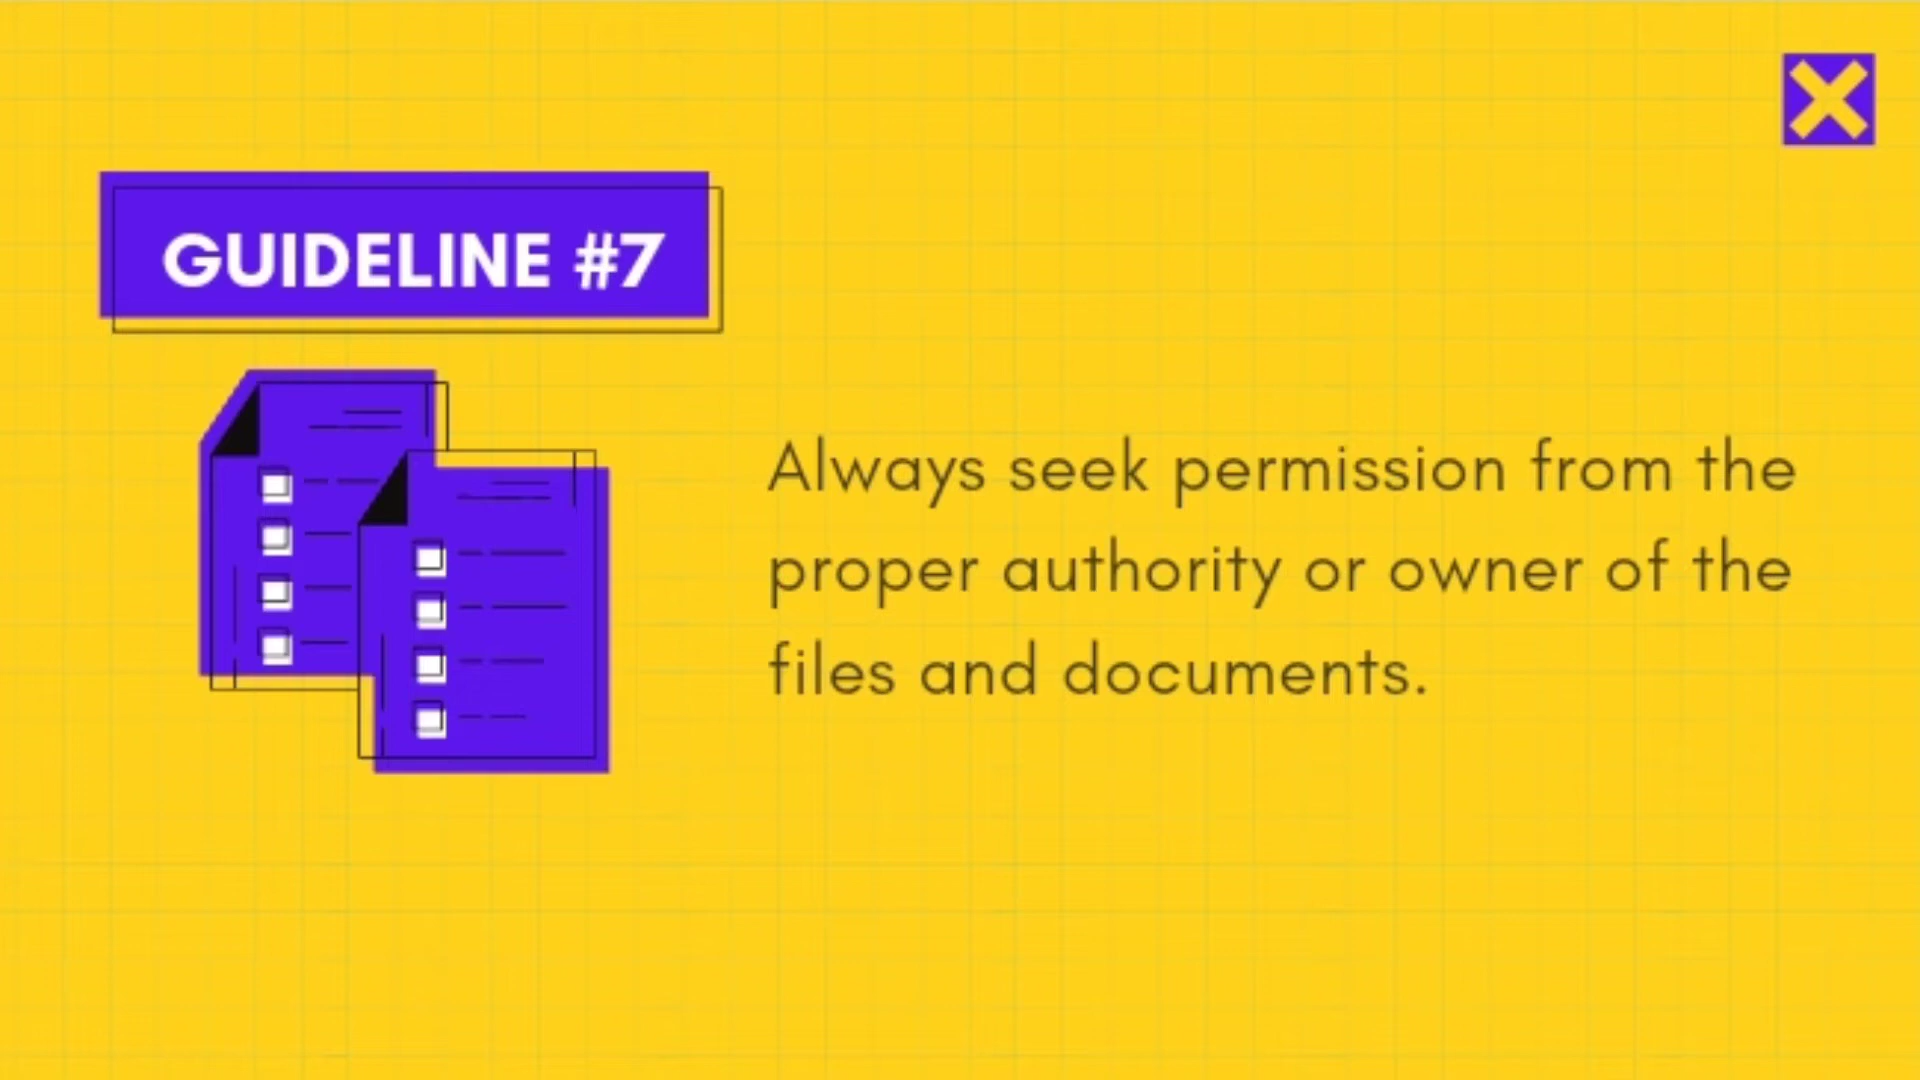 GUIDELINE #7
Always seek permission from the
proper authority or owner of the
files and documents.